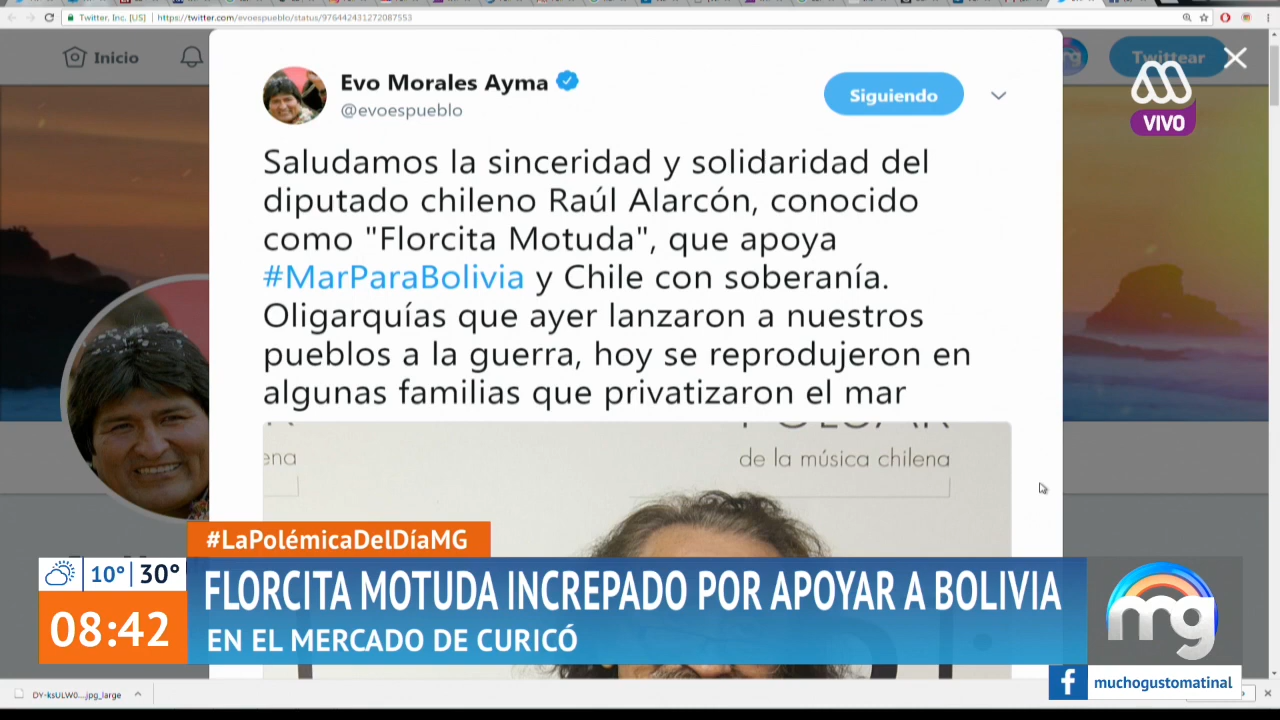 Twitter, Inc. [US] | https://twitter.com/evoespueblo/status/976442431272087553
Inicio
Twittear
Evo Morales Ayma
@evoespueblo
Siguiendo
VIVO
Saludamos la sinceridad y solidaridad del
diputado chileno Raúl Alarcón, conocido
como "Florcita Motuda", que apoya
#MarParaBolivia y Chile con soberanía.
Oligarquías que ayer lanzaron a nuestros
pueblos a la guerra, hoy se reprodujeron en
algunas familias que privatizaron el mar
de la música chilena
ena
#LaPolémicaDelDíaMG
10° 30°
FLORCITA MOTUDA INCREPADO POR APOYAR A BOLIVIA
08:42
EN EL MERCADO DE CURICÓ
mg
muchogustomatinal
DY-ksULW0....jpg_large